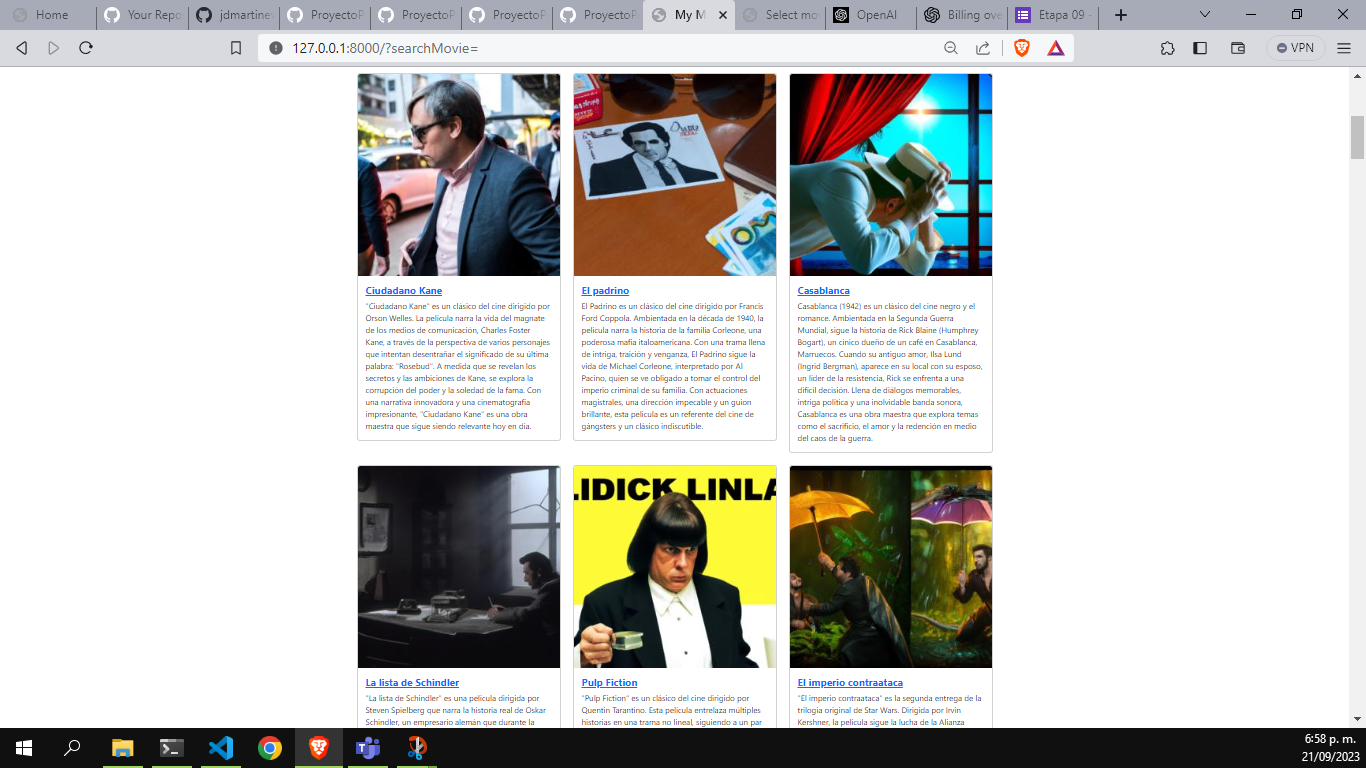 Home
Your Repo
jdmartinev
ProyectoP
ProyectoP
ProyectoP
ProyectoP
My M
Select mov
OpenAI
Billing ove
Etapa 09 -
127.0.0.1:8000/?searchMovie=
VPN
Ciudadano Kane
"Ciudadano Kane" es un clásico del cine dirigido por
Orson Welles. La película narra la vida del magnate
de los medios de comunicación, Charles Foster
Kane, a través de la perspectiva de varios personajes
que intentan desentrañar el significado de su última
palabra: "Rosebud". A medida que se revelan los
secretos y las ambiciones de Kane, se explora la
corrupción del poder y la soledad de la fama. Con
una narrativa innovadora y una cinematografía
impresionante, "Ciudadano Kane" es una obra
maestra que sigue siendo relevante hoy en día.
El padrino
El Padrino es un clásico del cine dirigido por Francis
Ford Coppola. Ambientada en la década de 1940, la
película narra la historia de la familia Corleone, una
poderosa mafia italoamericana. Con una trama llena
de intriga, traición y venganza, El Padrino sigue la
vida de Michael Corleone, interpretado por Al
Pacino, quien se ve obligado a tomar el control del
imperio criminal de su familia. Con actuaciones
magistrales, una dirección impecable y un guion
brillante, esta película es un referente del cine de
gángsters y un clásico indiscutible.
Casablanca
Casablanca (1942) es un clásico del cine negro y el
romance. Ambientada en la Segunda Guerra
Mundial, sigue la historia de Rick Blaine (Humphrey
Bogart), un cínico dueño de un café en Casablanca,
Marruecos. Cuando su antiguo amor, Ilsa Lund
(Ingrid Bergman), aparece en su local con su esposo,
un líder de la resistencia, Rick se enfrenta a una
difícil decisión. Llena de diálogos memorables,
intriga política y una inolvidable banda sonora,
Casablanca es una obra maestra que explora temas
como el sacrificio, el amor y la redención en medio
del caos de la guerra.
LIDICK LINLA
La lista de Schindler
"La lista de Schindler" es una película dirigida por
Steven Spielberg que narra la historia real de Oskar
Schindler, un empresario alemán que durante la
Pulp Fiction
"Pulp Fiction" es un clásico del cine dirigido por
Quentin Tarantino. Esta película entrelaza múltiples
historias en una trama no lineal, siguiendo a un par
El imperio contraataca
"El imperio contraataca" es la segunda entrega de la
trilogía original de Star Wars. Dirigida por Irvin
Kershner, la película sigue la lucha de la Alianza
6:58 p. m.
21/09/2023